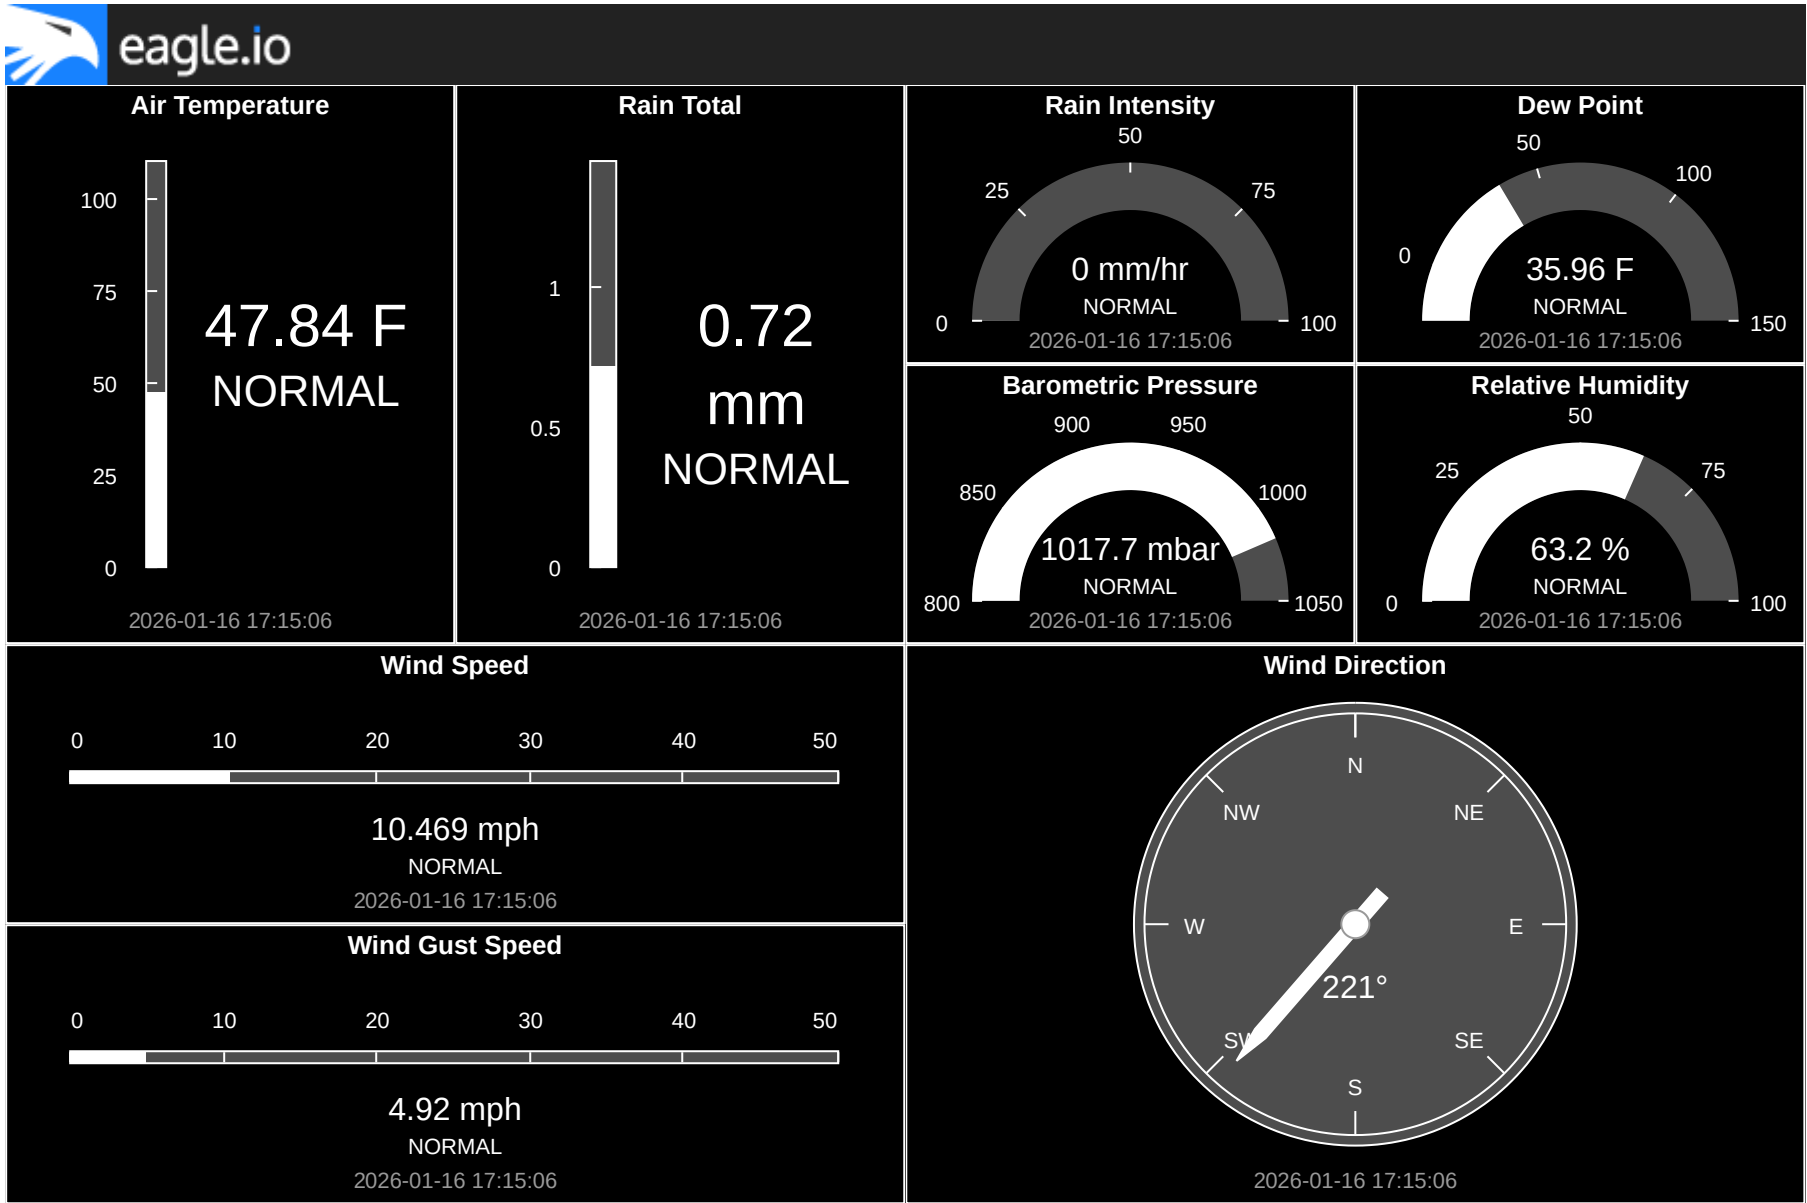 eagle.io
Air Temperature
100
75
50
25
0
47.84 F
NORMAL
2026-01-16 17:15:06
Rain Total
1
0.5
0
0.72
mm
NORMAL
2026-01-16 17:15:06
Rain Intensity
0
25
50
75
100
0 mm/hr
NORMAL
2026-01-16 17:15:06
Dew Point
0
50
100
150
35.96 F
NORMAL
2026-01-16 17:15:06
Barometric Pressure
800
850
900
950
1000
1050
1017.7 mbar
NORMAL
2026-01-16 17:15:06
Relative Humidity
0
25
50
75
100
63.2 %
NORMAL
2026-01-16 17:15:06
Wind Speed
0 10 20 30 40 50
10.469 mph
NORMAL
2026-01-16 17:15:06
Wind Gust Speed
0 10 20 30 40 50
4.92 mph
NORMAL
2026-01-16 17:15:06
Wind Direction
N
NW NE
W E
221°
SW SE
S
2026-01-16 17:15:06